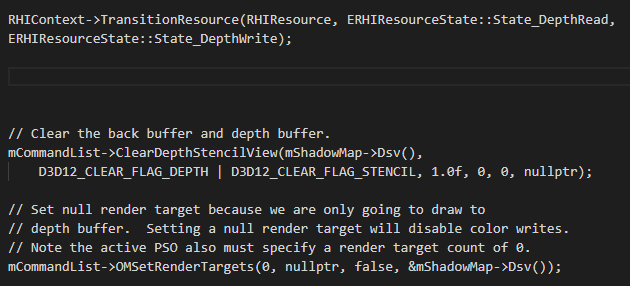 RHIContext->TransitionResource(RHIResource, ERHIResourceState::State_DepthRead,
ERHIResourceState::State_DepthWrite);
// Clear the back buffer and depth buffer.
mCommandList->ClearDepthStencilView(mShadowMap->Dsv(),
    D3D12_CLEAR_FLAG_DEPTH | D3D12_CLEAR_FLAG_STENCIL, 1.0f, 0, 0, nullptr);
// Set null render target because we are only going to draw to
// depth buffer.  Setting a null render target will disable color writes.
// Note the active PSO also must specify a render target count of 0.
mCommandList->OMSetRenderTargets(0, nullptr, false, &mShadowMap->Dsv());